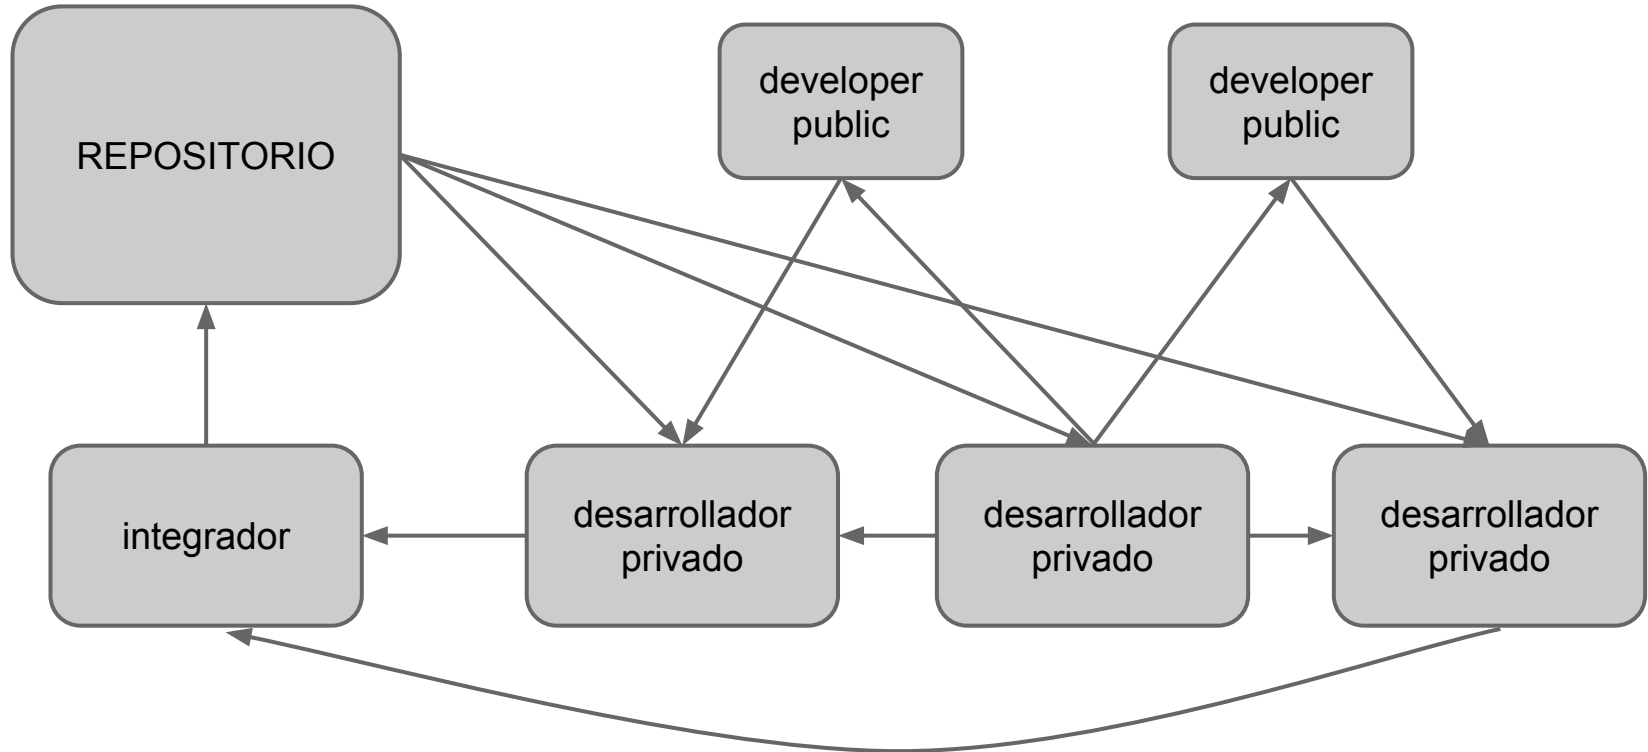 REPOSITORIO
developer
public
developer
public
integrador
desarrollador
privado
desarrollador
privado
desarrollador
privado